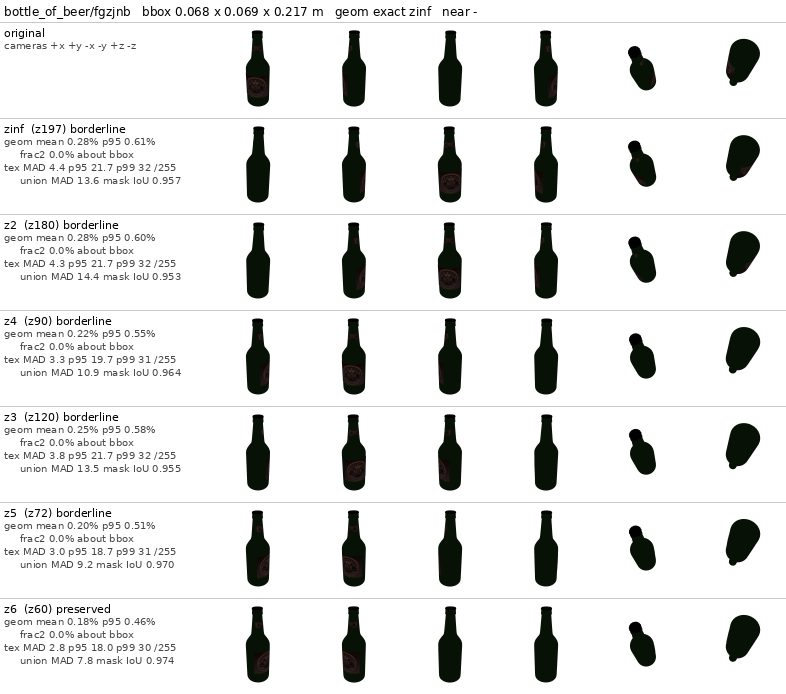 bottle_of_beer/fgzjnb bbox 0.068 x 0.069 x 0.217 m geom exact zinf near -
original
cameras +x +y -x -y +z -z
zinf (z197) borderline
geom mean 0.28% p95 0.61%
frac2 0.0% about bbox
tex MAD 4.4 p95 21.7 p99 32 /255
union MAD 13.6 mask IoU 0.957
z2 (z180) borderline
geom mean 0.28% p95 0.60%
frac2 0.0% about bbox
tex MAD 4.3 p95 21.7 p99 32 /255
union MAD 14.4 mask IoU 0.953
z4 (z90) borderline
geom mean 0.22% p95 0.55%
frac2 0.0% about bbox
tex MAD 3.3 p95 19.7 p99 31 /255
union MAD 10.9 mask IoU 0.964
z3 (z120) borderline
geom mean 0.25% p95 0.58%
frac2 0.0% about bbox
tex MAD 3.8 p95 21.7 p99 32 /255
union MAD 13.5 mask IoU 0.955
z5 (z72) borderline
geom mean 0.20% p95 0.51%
frac2 0.0% about bbox
tex MAD 3.0 p95 18.7 p99 31 /255
union MAD 9.2 mask IoU 0.970
z6 (z60) preserved
geom mean 0.18% p95 0.46%
frac2 0.0% about bbox
tex MAD 2.8 p95 18.0 p99 30 /255
union MAD 7.8 mask IoU 0.974